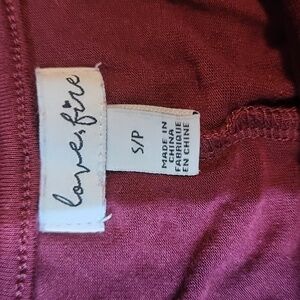 love, fire
S/P
MADE IN
CHINA
FABRIQUE
EN CHINE